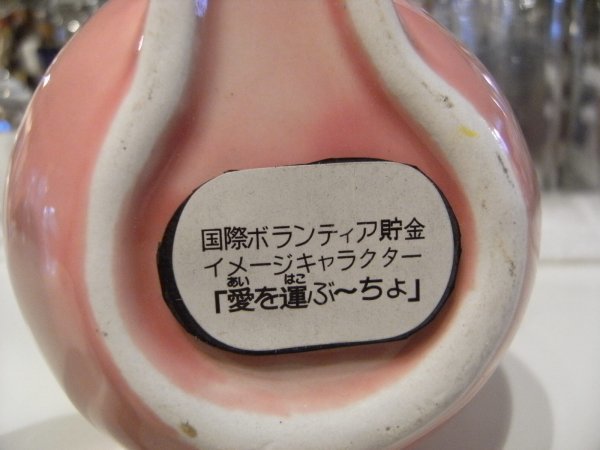 国際ボランティア貯金
イメージキャラクター
「愛を運ぶ〜ちょ」
あい はこ